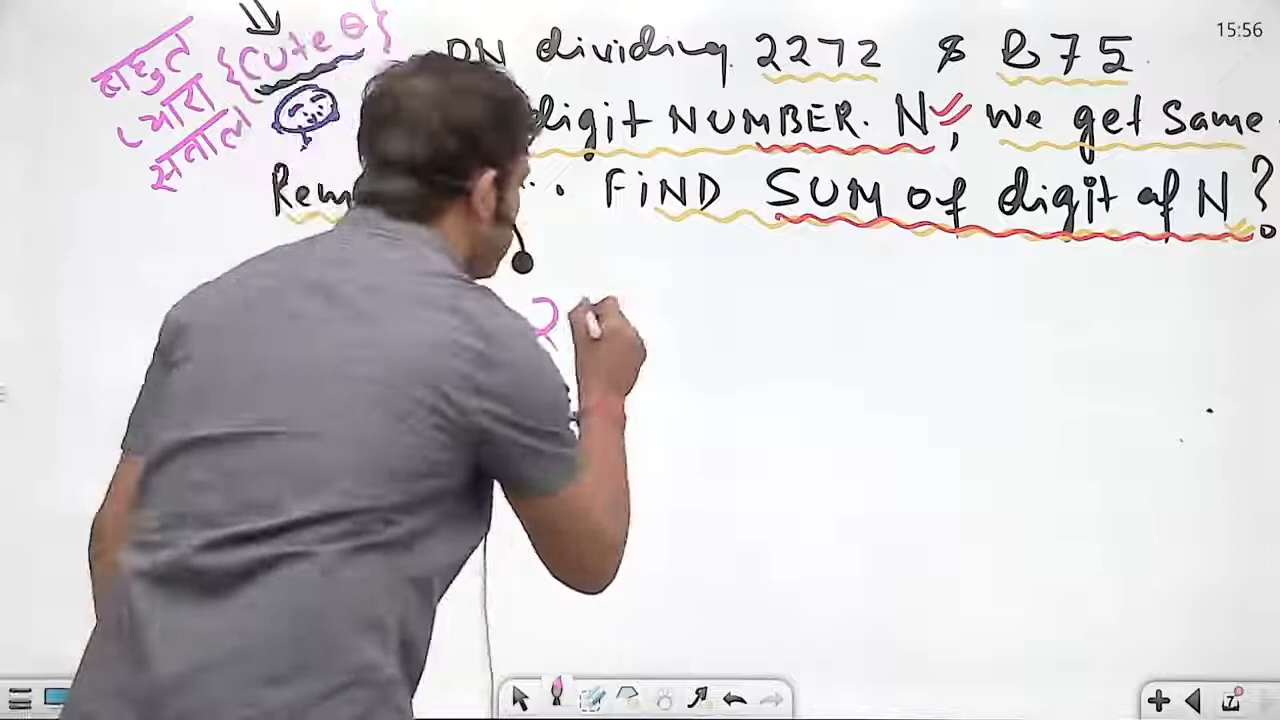 15:56
बहुत
प्यारा {Cute Q}
सवाल
ON dividing 2272 & 875
digit NUMBER. N, we get Same
Rem ... FIND SUM of digit of N?
2